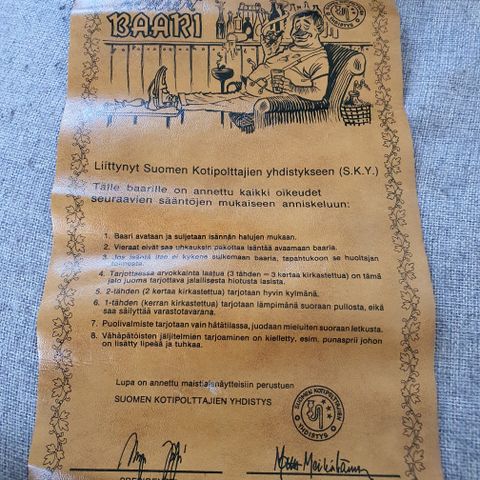 BAARI
Liittynyt Suomen Kotipolttajien yhdistykseen (S.K.Y.)
Tälle baarille on annettu kaikki oikeudet
seuraavien sääntöjen mukaiseen anniskeluun:
1. Baari avataan ja suljetaan isännän halujen mukaan.
2. Vieraat eivät saa uhkauksin pakottaa isäntää avaamaan baaria.
3. Jos isäntä itse ei kykene sulkemaan baaria, tapahtukoon se huoltajan
toimesta.
4. Tarjottaessa arvokkainta laatua (3 tähden = 3 kertaa kirkastettua) on tämä
jalo juoma tarjottava jalallisesta hiotusta lasista.
5. 2-tähden (2 kertaa kirkastettua) tarjotaan hyvin kylmänä.
6. 1-tähden (kerran kirkastettua) tarjotaan lämpimänä suoraan pullosta, eikä
saa säilyttää varastotavarana.
7. Puolivalmiste tarjotaan vain hätätilassa, juodaan mieluiten suoraan letkusta.
8. Vähäpätöisten jäljitelmien tarjoaminen on kielletty, esim. punasprii johon
on lisätty lipeää ja tuhkaa.
Lupa on annettu maistiaisnäytteisiin perustuen
SUOMEN KOTIPOLTTAJIEN YHDISTYS
SUOMEN KOTIPOLTTAJIEN
YHDISTYS